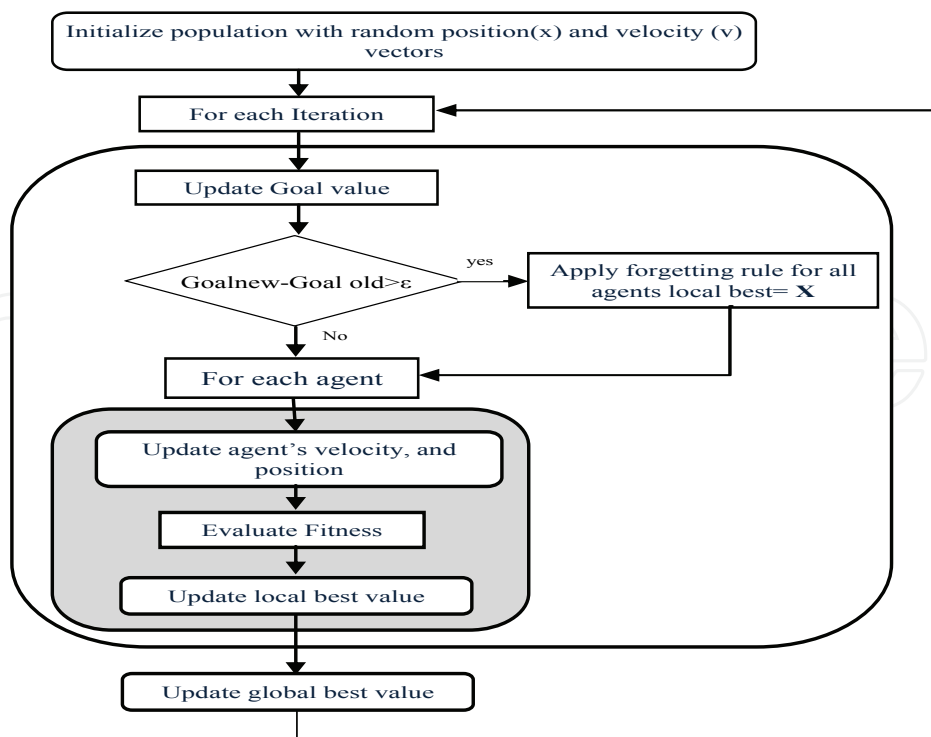 Initialize population with random position(x) and velocity (v)
vectors
For each Iteration
Update Goal value
Goalnew-Goal old>ε
yes
Apply forgetting rule for all
agents local best= X
No
For each agent
Update agent’s velocity, and
position
Evaluate Fitness
Update local best value
Update global best value